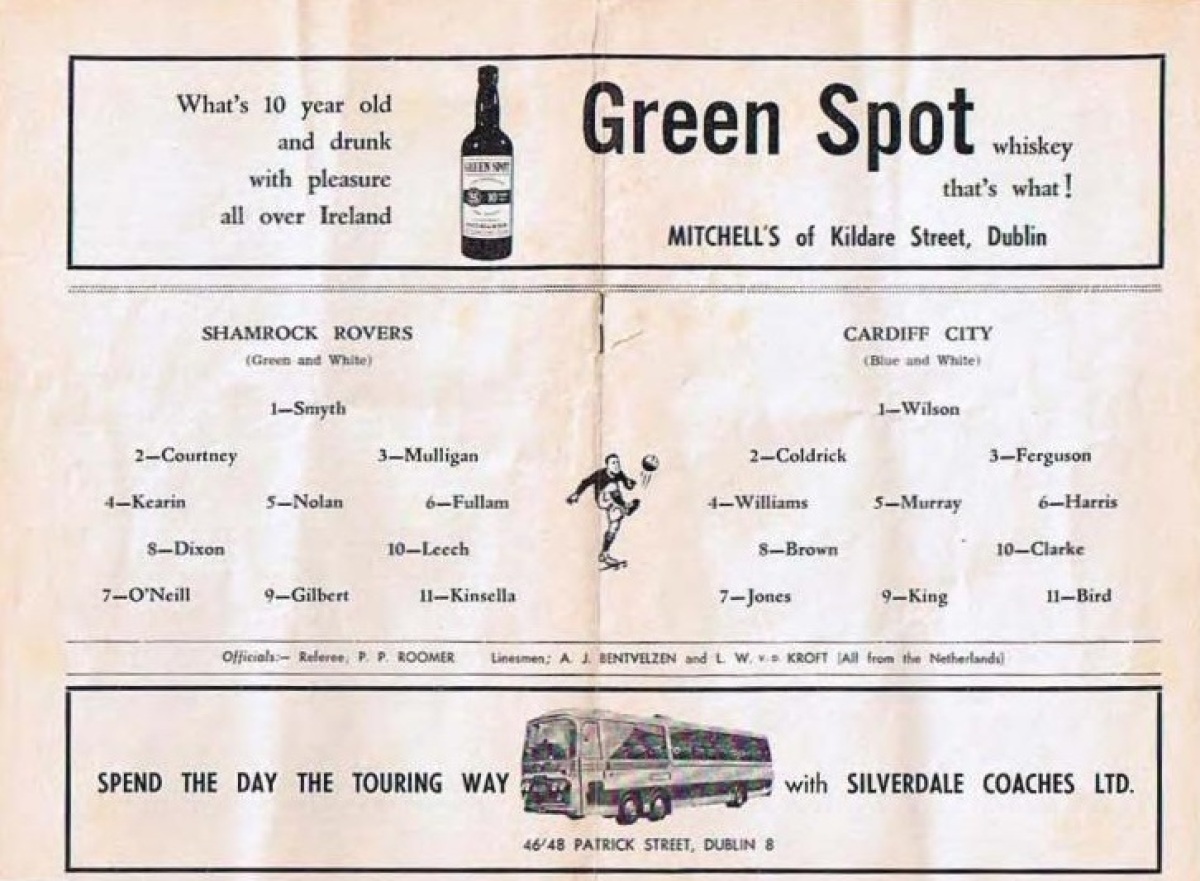 What's 10 year old
and drunk
with pleasure
all over Ireland
GREEN SPOT
10
Green Spot whiskey
that's what!
MITCHELL'S of Kildare Street, Dublin
SHAMROCK ROVERS
(Green and White)
1—Smyth
2—Courtney 3—Mulligan
4—Kearin 5—Nolan 6—Fullam
8—Dixon 10—Leech
7—O'Neill 9—Gilbert 11—Kinsella
CARDIFF CITY
(Blue and White)
1—Wilson
2—Coldrick 3—Ferguson
4—Williams 5—Murray 6—Harris
8—Brown 10—Clarke
7—Jones 9—King 11—Bird
Officials:— Referee; P. P. ROOMER Linesmen; A. J. BENTVELZEN and L. W. v. D. KROFT (All from the Netherlands)
SPEND THE DAY THE TOURING WAY with SILVERDALE COACHES LTD.
46/48 PATRICK STREET, DUBLIN 8